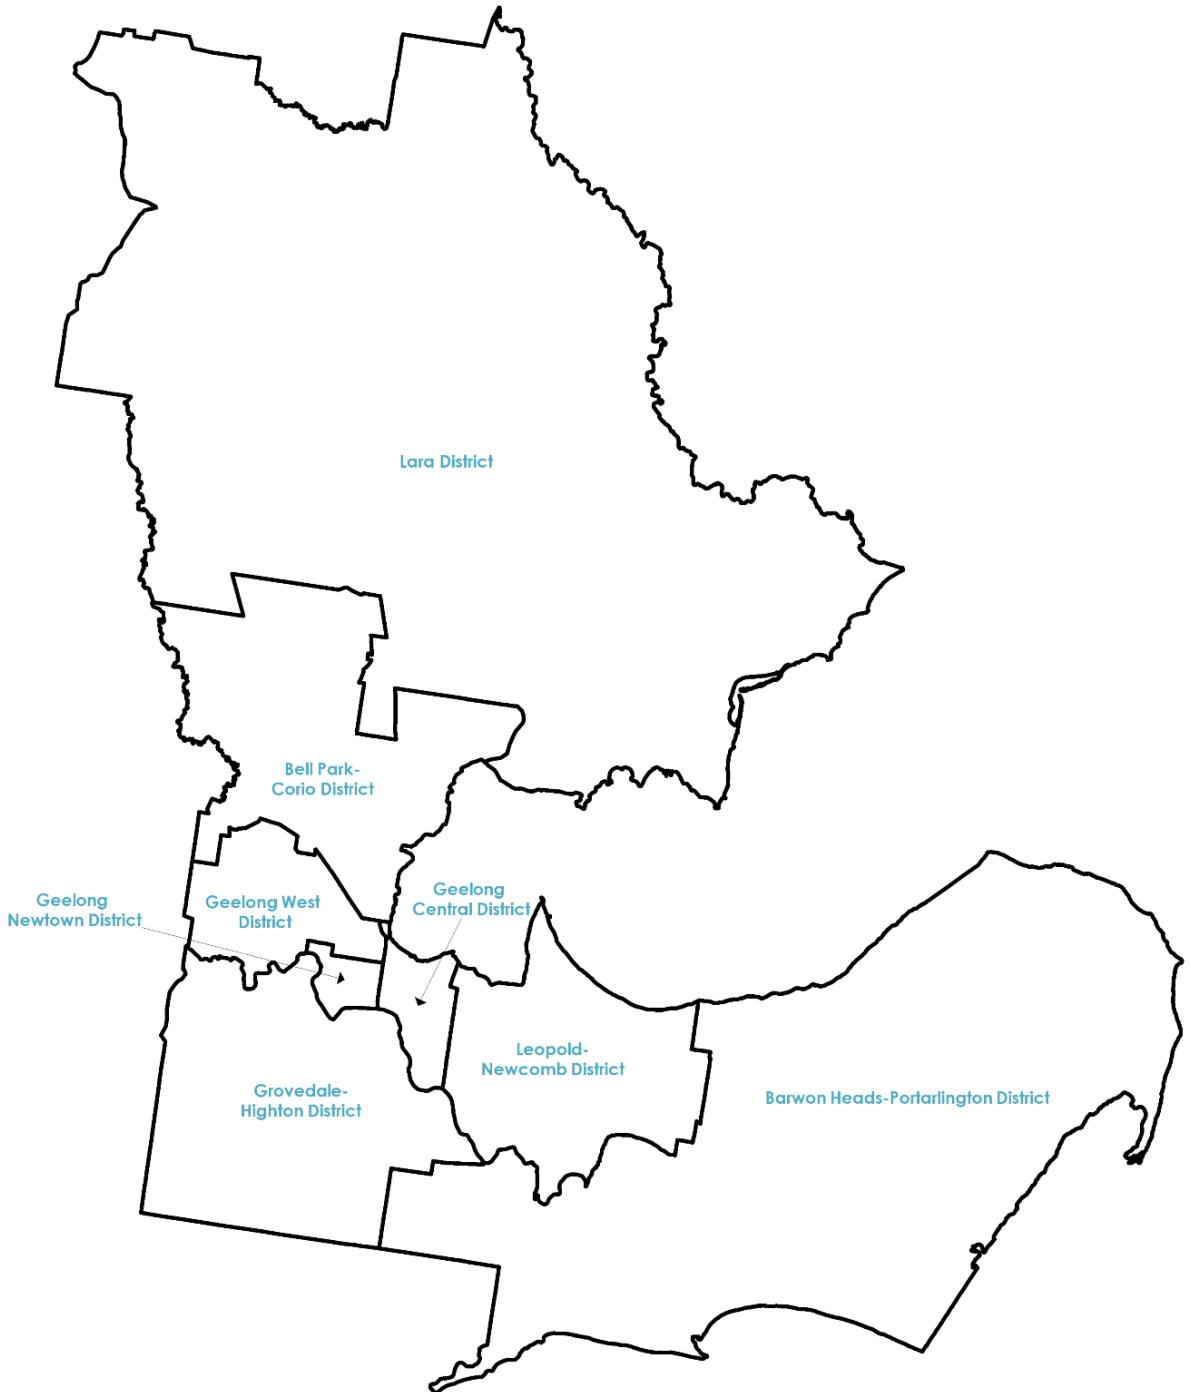 Lara District
Bell Park-
Corio District
Geelong
Newtown District
Geelong West
District
Geelong
Central District
Leopold-
Newcomb District
Grovedale-
Highton District
Barwon Heads-Portarlington District